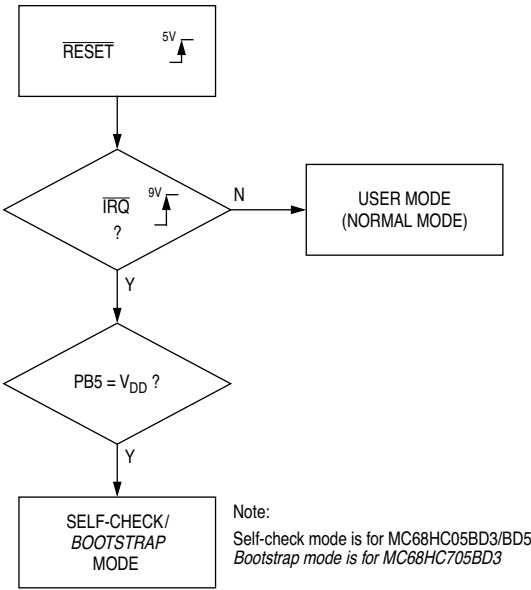 RESET 5V
IRQ 9V
?
N
USER MODE
(NORMAL MODE)
Y
PB5 = VDD ?
Y
SELF-CHECK/
BOOTSTRAP
MODE
Note:
Self-check mode is for MC68HC05BD3/BD5
Bootstrap mode is for MC68HC705BD3